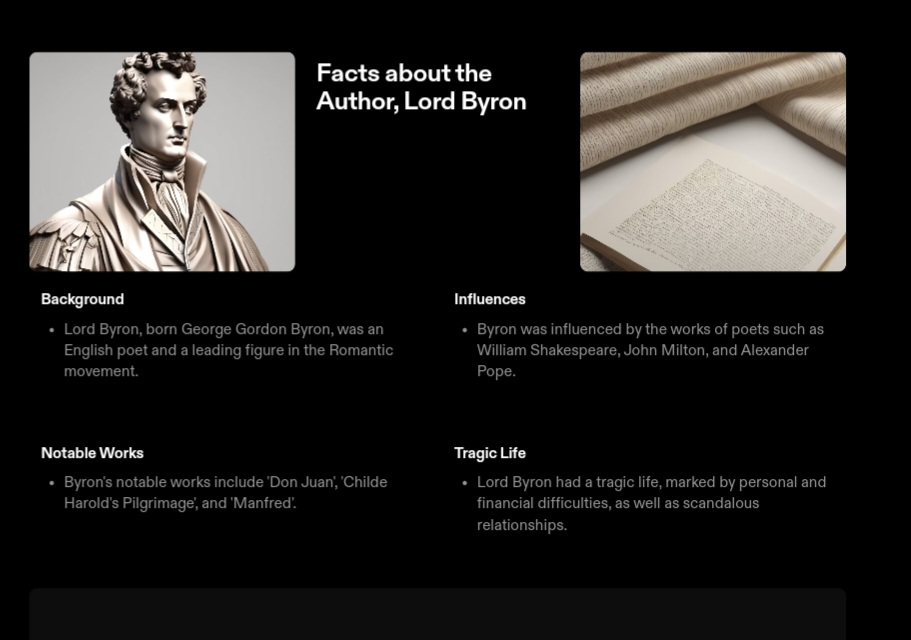 Facts about the
Author, Lord Byron
Background
• Lord Byron, born George Gordon Byron, was an
English poet and a leading figure in the Romantic
movement.
Influences
• Byron was influenced by the works of poets such as
William Shakespeare, John Milton, and Alexander
Pope.
Notable Works
• Byron's notable works include 'Don Juan', 'Childe
Harold's Pilgrimage', and 'Manfred'.
Tragic Life
• Lord Byron had a tragic life, marked by personal and
financial difficulties, as well as scandalous
relationships.